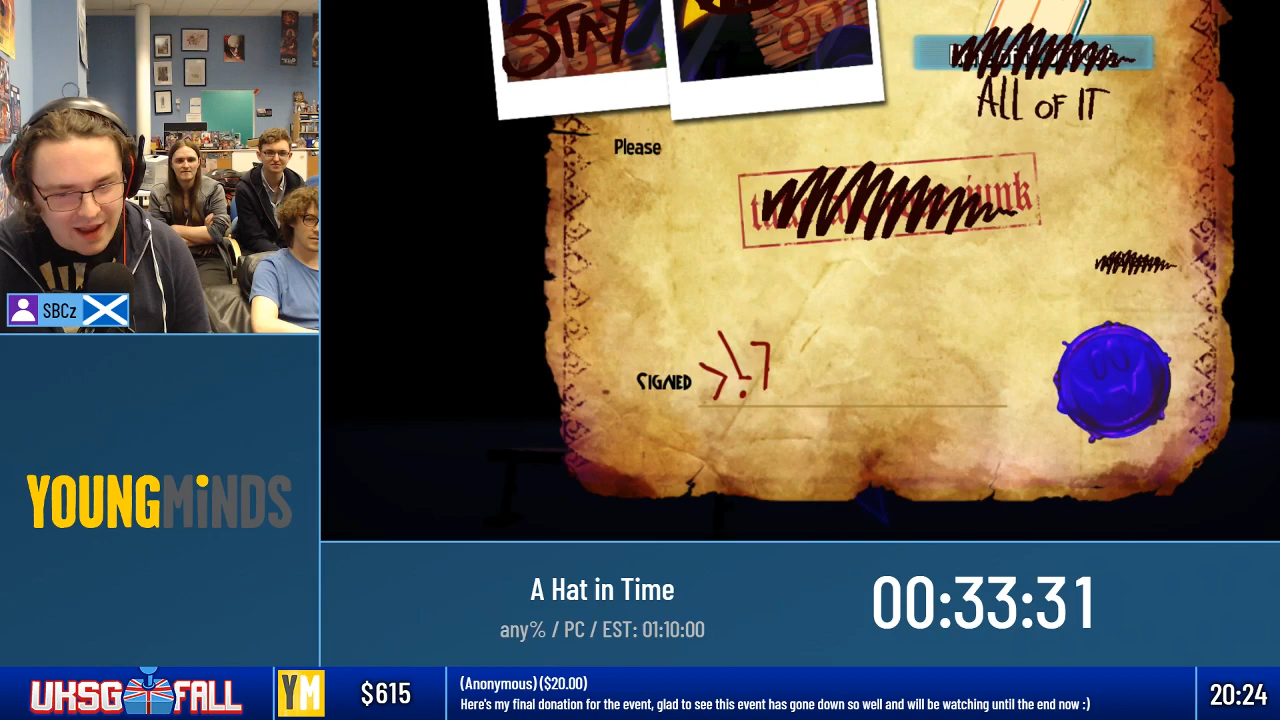 STAY
OUT
ALL OF IT
Please
junk
SIGNED
SBCz
YOUNGMiNDS
A Hat in Time
any% / PC / EST: 01:10:00
00:33:31
UKSG FALL
YM
$615
(Anonymous) ($20.00)
Here's my final donation for the event, glad to see this event has gone down so well and will be watching until the end now :)
20:24